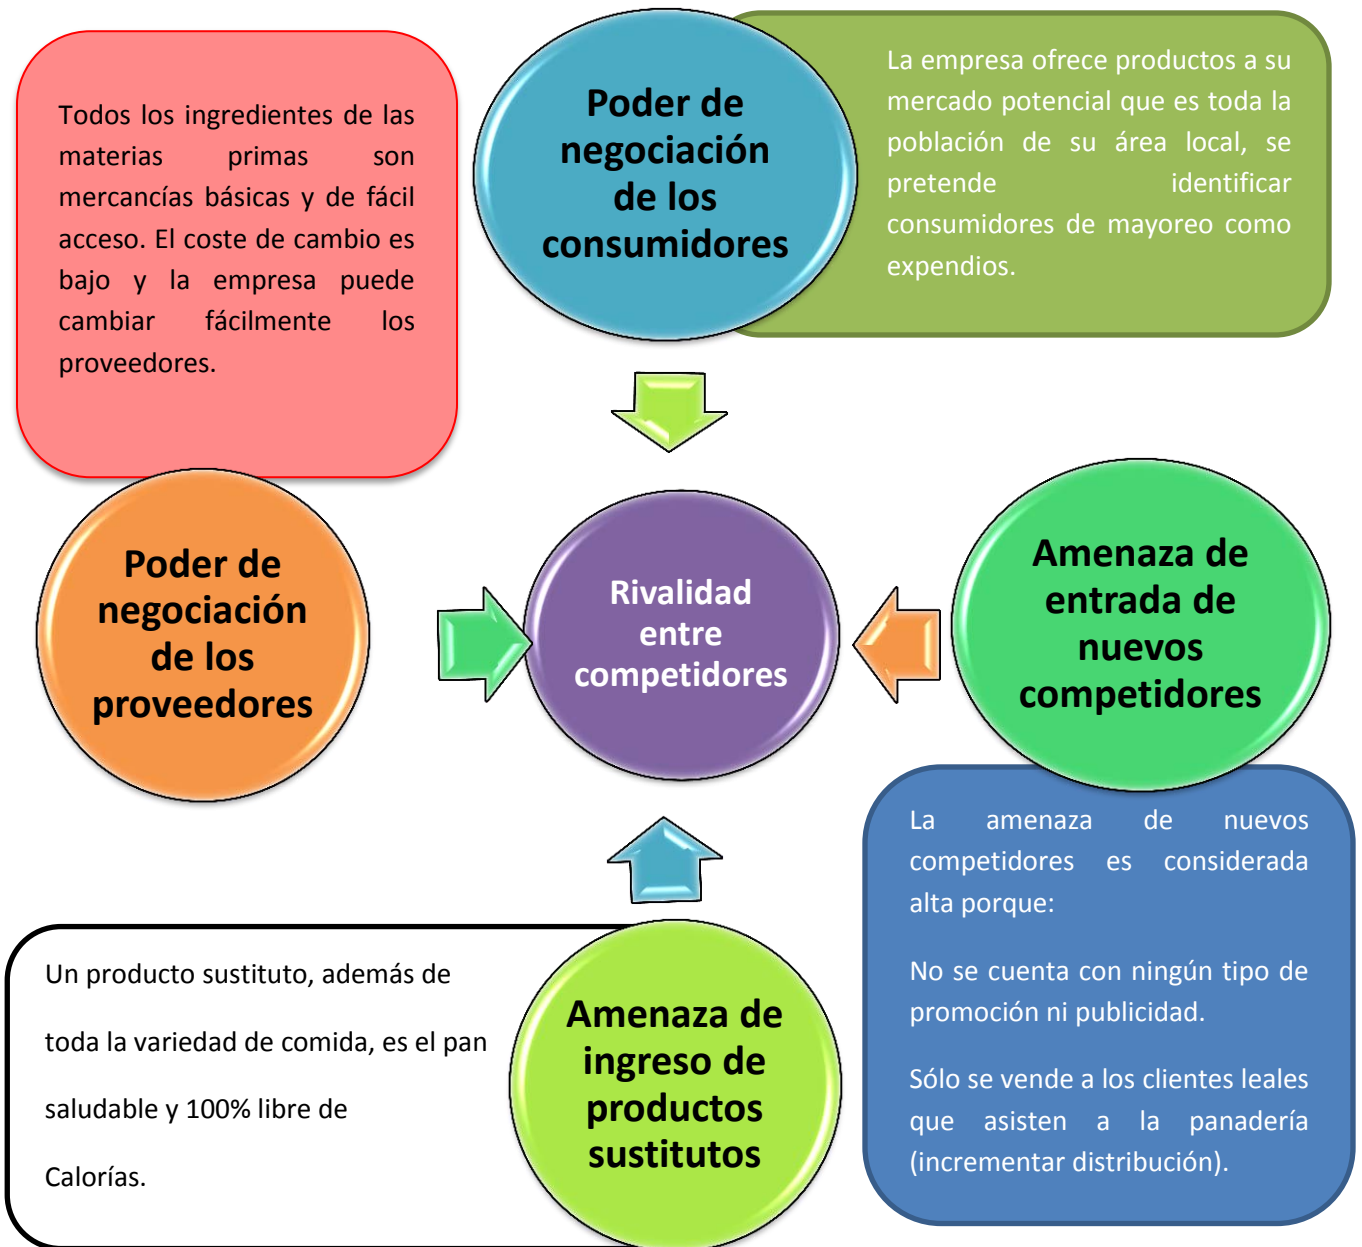 Todos los ingredientes de las
materias primas son
mercancías básicas y de fácil
acceso. El coste de cambio es
bajo y la empresa puede
cambiar fácilmente los
proveedores.
Poder de
negociación
de los
consumidores
La empresa ofrece productos a su
mercado potencial que es toda la
población de su área local, se
pretende identificar
consumidores de mayoreo como
expendios.
Poder de
negociación
de los
proveedores
Rivalidad
entre
competidores
Amenaza de
entrada de
nuevos
competidores
La amenaza de nuevos
competidores es considerada
alta porque:
No se cuenta con ningún tipo de
promoción ni publicidad.
Sólo se vende a los clientes leales
que asisten a la panadería
(incrementar distribución).
Un producto sustituto, además de
toda la variedad de comida, es el pan
saludable y 100% libre de
Calorías.
Amenaza de
ingreso de
productos
sustitutos